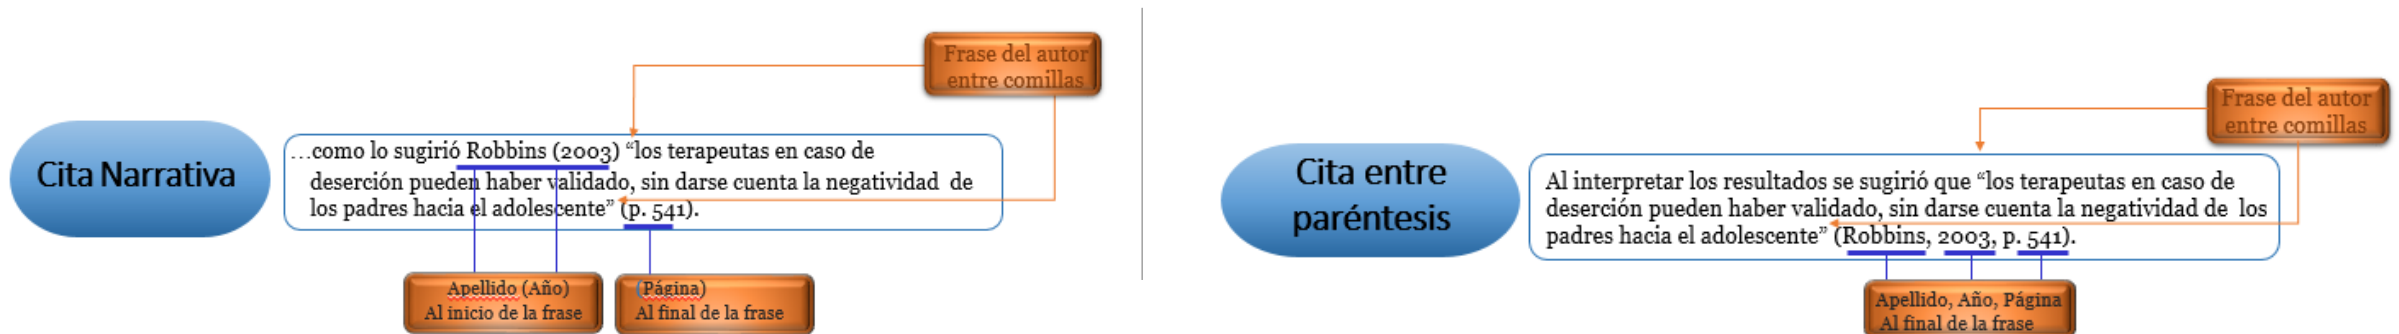 Frase del autor
entre comillas
Cita Narrativa
...como lo sugirió Robbins (2003) “los terapeutas en caso de
deserción pueden haber validado, sin darse cuenta la negatividad de
los padres hacia el adolescente” (p. 541).
Apellido (Año)
Al inicio de la frase
(Página)
Al final de la frase
Frase del autor
entre comillas
Cita entre
paréntesis
Al interpretar los resultados se sugirió que “los terapeutas en caso de
deserción pueden haber validado, sin darse cuenta la negatividad de los
padres hacia el adolescente” (Robbins, 2003, p. 541).
Apellido, Año, Página
Al final de la frase